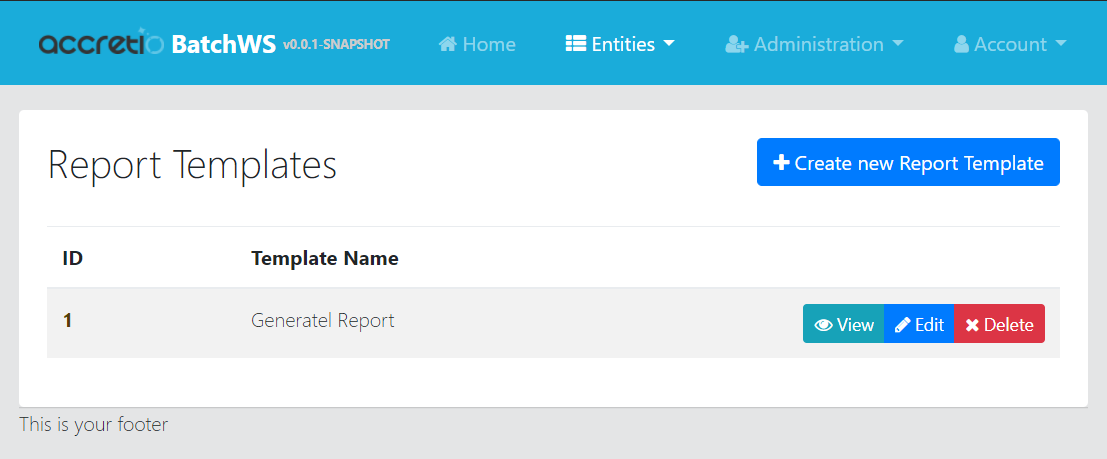 accretio BatchWS v0.0.1-SNAPSHOT Home Entities Administration Account
Report Templates Create new Report Template
ID Template Name
1 Generatel Report View Edit Delete
This is your footer